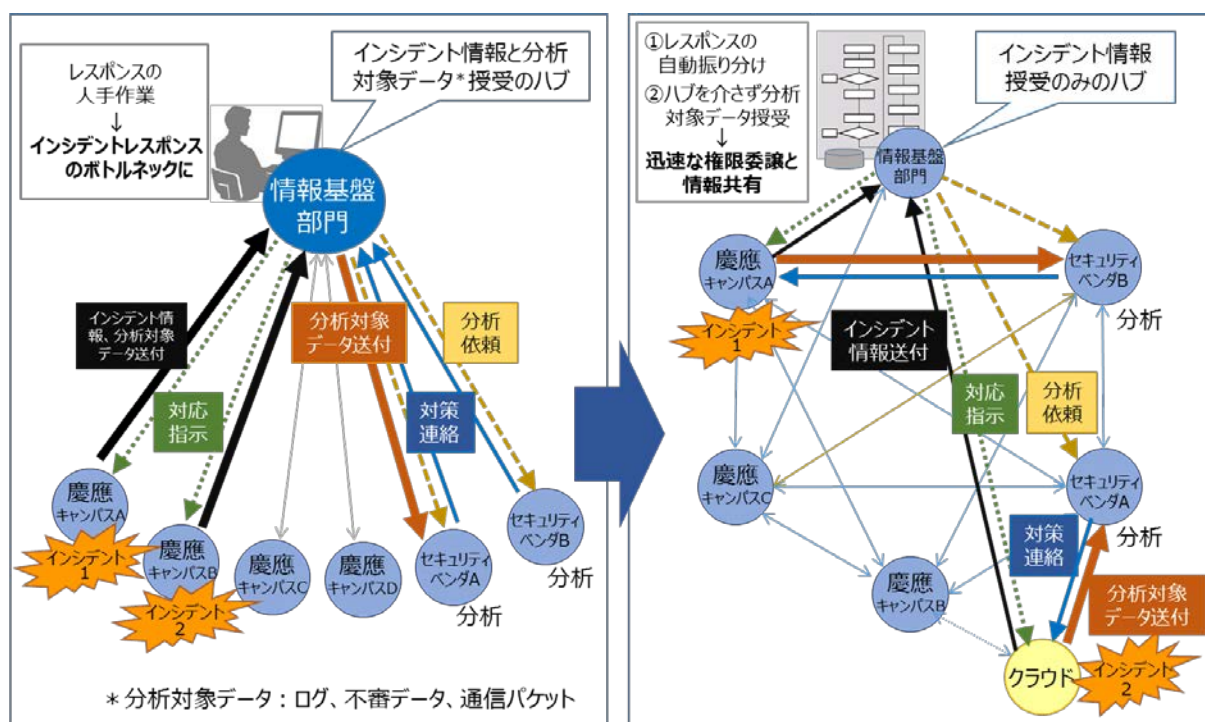 レスポンスの
人手作業
↓
インシデントレスポンス
のボトルネックに
インシデント情報と分析
対象データ*授受のハブ
情報基盤
部門
インシデント情
報、分析対象
データ送付
分析対象
データ送付
分析
依頼
対応
指示
対策
連絡
慶應
キャンパスA
インシデント
1
慶應
キャンパスB
インシデント
2
慶應
キャンパスC
慶應
キャンパスD
セキュリティ
ベンダA
分析
セキュリティ
ベンダB
分析
*分析対象データ：ログ、不審データ、通信パケット
①レスポンスの
自動振り分け
②ハブを介さず分析
対象データ授受
↓
迅速な権限委譲と
情報共有
インシデント情報
授受のみのハブ
情報基盤
部門
慶應
キャンパスA
インシデント
1
セキュリティ
ベンダB
分析
インシデント
情報送付
対応
指示
分析
依頼
慶應
キャンパスC
セキュリティ
ベンダA
分析
対策
連絡
慶應
キャンパスB
分析対象
データ送付
クラウド
インシデント
2